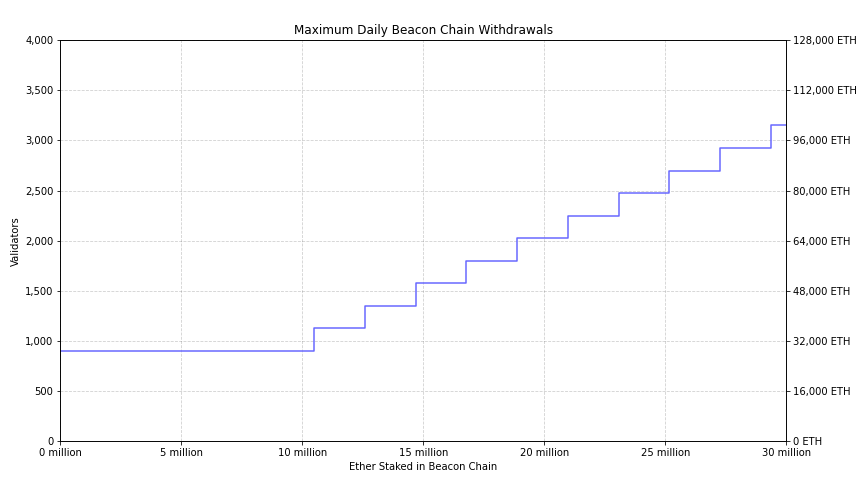 Maximum Daily Beacon Chain Withdrawals
4,000
3,500
3,000
2,500
2,000
1,500
1,000
500
0
Validators
128,000 ETH
112,000 ETH
96,000 ETH
80,000 ETH
64,000 ETH
48,000 ETH
32,000 ETH
16,000 ETH
0 ETH
0 million
5 million
10 million
15 million
20 million
25 million
30 million
Ether Staked in Beacon Chain